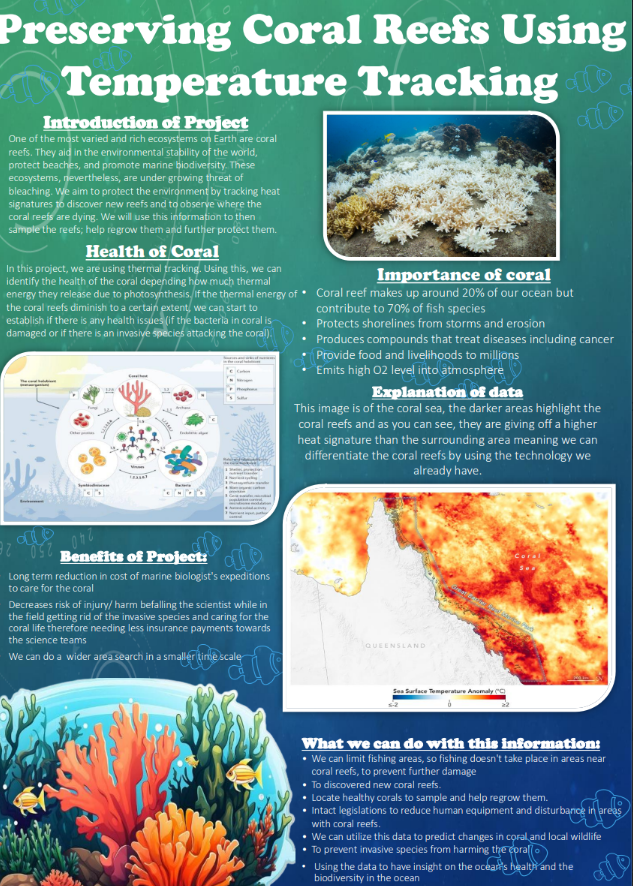 Preserving Coral Reefs Using
Temperature Tracking
Introduction of Project
One of the most varied and rich ecosystems on Earth are coral
reefs. They aid in the environmental stability of the world,
protect beaches, and promote marine biodiversity. These
ecosystems, nevertheless, are under growing threat of
bleaching. We aim to protect the environment by tracking heat
signatures to discover new reefs and to observe where the
coral reefs are dying. We will use this information to then
sample the reefs, help regrow them and further protect them.
Health of Coral
In this project, we are using thermal tracking. Using this, we can
identify the health of the coral depending how much thermal
energy they release due to photosynthesis. If the thermal energy of
the coral reefs diminish to a certain extent, we can start to
establish if there is any health issues (if the bacteria in coral is
damaged or if there is an invasive species attacking the coral).
The coral holobiont
Coral host
Fungi
Archaea
Viruses
Symbiodiniaceae
Bacteria
Environment
Carbon
Nitrogen
Phosphorus
Sulfur
Importance of coral
• Coral reef makes up around 20% of our ocean but
contribute to 70% of fish species
• Protects shorelines from storms and erosion
• Produces compounds that treat diseases including cancer
• Provide food and livelihoods to millions
• Emits high O2 level into atmosphere
Explanation of data
This image is of the coral sea, the darker areas highlight the
coral reefs and as you can see, they are giving off a higher
heat signature than the surrounding area meaning we can
differentiate the coral reefs by using the technology we
already have.
Coral
Sea
QUEENSLAND
Sea Surface Temperature Anomaly (°C)
≤-2 0 ≥2
Benefits of Project:
Long term reduction in cost of marine biologist's expeditions
to care for the coral
Decreases risk of injury/ harm befalling the scientist while in
the field getting rid of the invasive species and caring for the
coral life therefore needing less insurance payments towards
the science teams
We can do a wider area search in a smaller time scale
What we can do with this information:
• We can limit fishing areas, so fishing doesn't take place in areas near
coral reefs, to prevent further damage
• To discovered new coral reefs.
• Locate healthy corals to sample and help regrow them.
• Intact legislations to reduce human equipment and disturbance in areas
with coral reefs.
• We can utilize this data to predict changes in coral and local wildlife
• To prevent invasive species from harming the coral
• Using the data to have insight on the ocean's health and the
biodiversity in the ocean